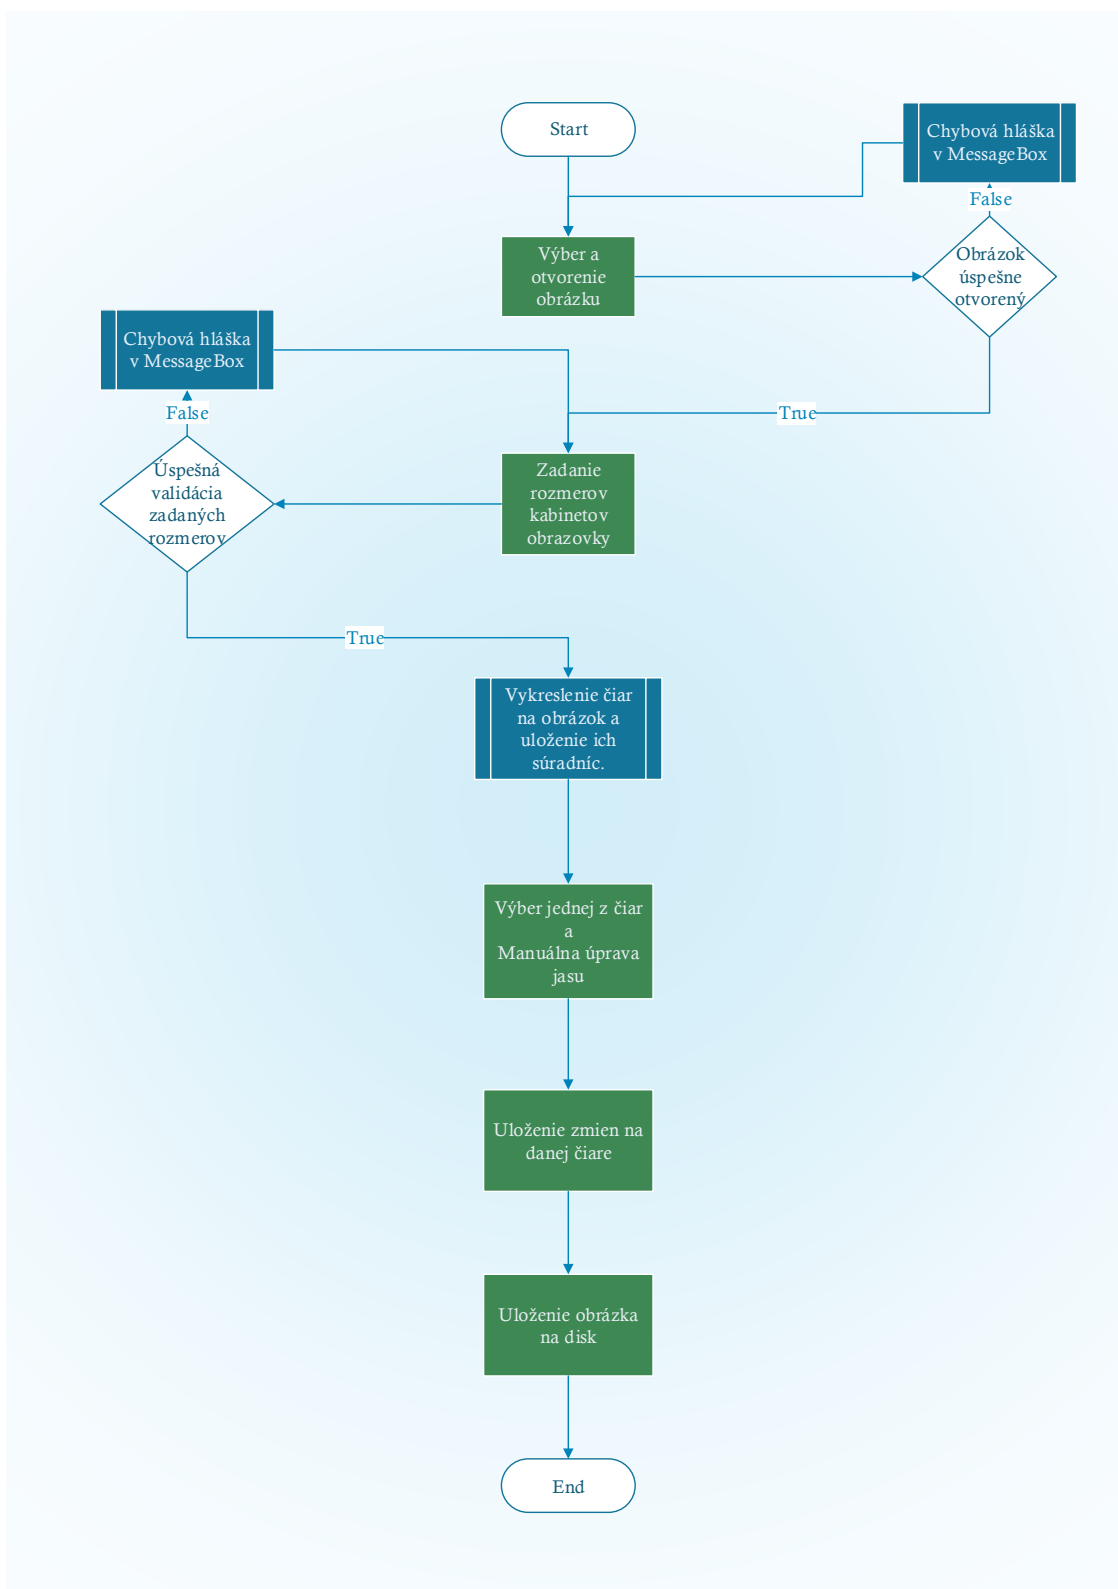 Start
Chybová hláška
v MessageBox
False
Výber a
otvorenie
obrázku
Obrázok
úspešne
otvorený
Chybová hláška
v MessageBox
False
True
Úspešná
validácia
zadaných
rozmerov
Zadanie
rozmerov
kabinetov
obrazovky
True
Vykreslenie čiar
na obrázok a
uloženie ich
súradníc.
Výber jednej z čiar
a
Manuálna úprava
jasu
Uloženie zmien na
danej čiare
Uloženie obrázka
na disk
End